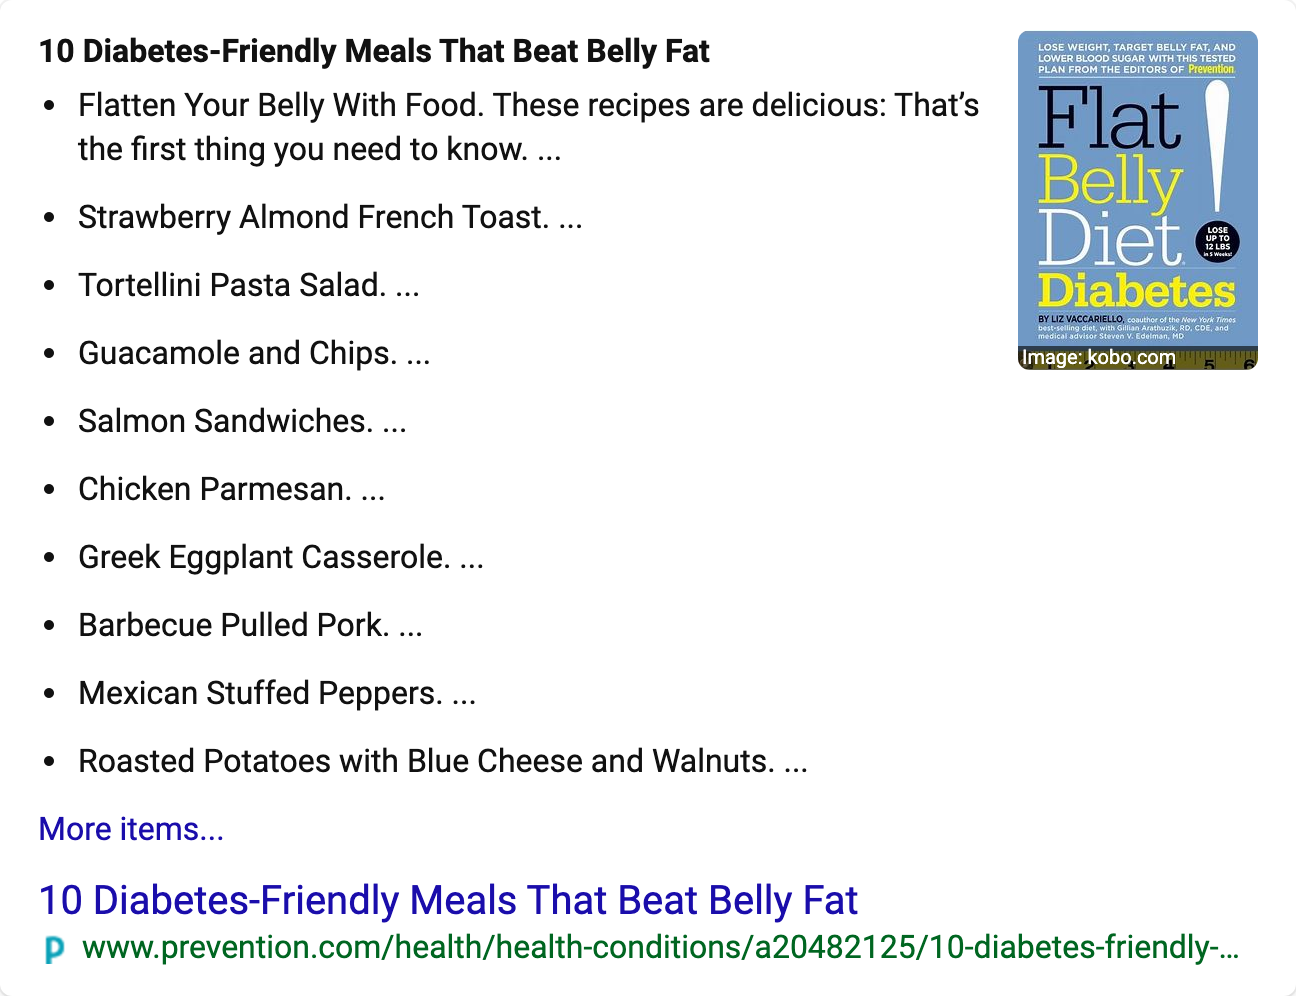 10 Diabetes-Friendly Meals That Beat Belly Fat
• Flatten Your Belly With Food. These recipes are delicious: That’s
the first thing you need to know. ...
• Strawberry Almond French Toast. ...
• Tortellini Pasta Salad. ...
• Guacamole and Chips. ...
• Salmon Sandwiches. ...
• Chicken Parmesan. ...
• Greek Eggplant Casserole. ...
• Barbecue Pulled Pork. ...
• Mexican Stuffed Peppers. ...
• Roasted Potatoes with Blue Cheese and Walnuts. ...
More items...
10 Diabetes-Friendly Meals That Beat Belly Fat
www.prevention.com/health/health-conditions/a20482125/10-diabetes-friendly-...
LOSE WEIGHT, TARGET BELLY FAT, AND
LOWER BLOOD SUGAR WITH THIS TESTED
PLAN FROM THE EDITORS OF Prevention.
Flat
Belly
Diet!
LOSE
UP TO
12 LBS
in 5 Weeks!
Diabetes
BY LIZ VACCARIELLO, coauthor of the New York Times
best-selling diet, with Gillian Arathuzik, RD, CDE, and
medical advisor Steven V. Edelman, MD
Image: kobo.com
5 6